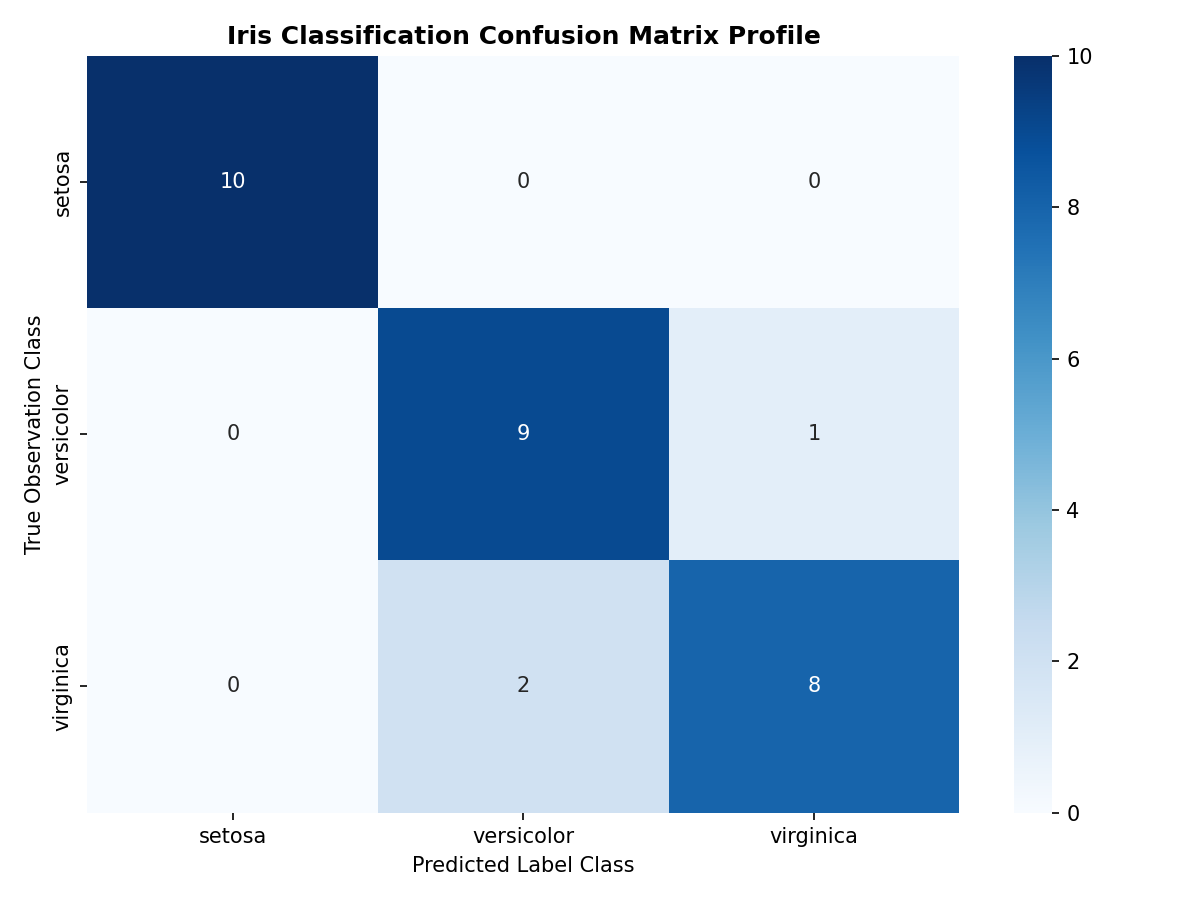 Iris Classification Confusion Matrix Profile
True Observation Class
setosa
10 0 0
versicolor
0 9 1
virginica
0 2 8
setosa versicolor virginica
Predicted Label Class
10
8
6
4
2
0